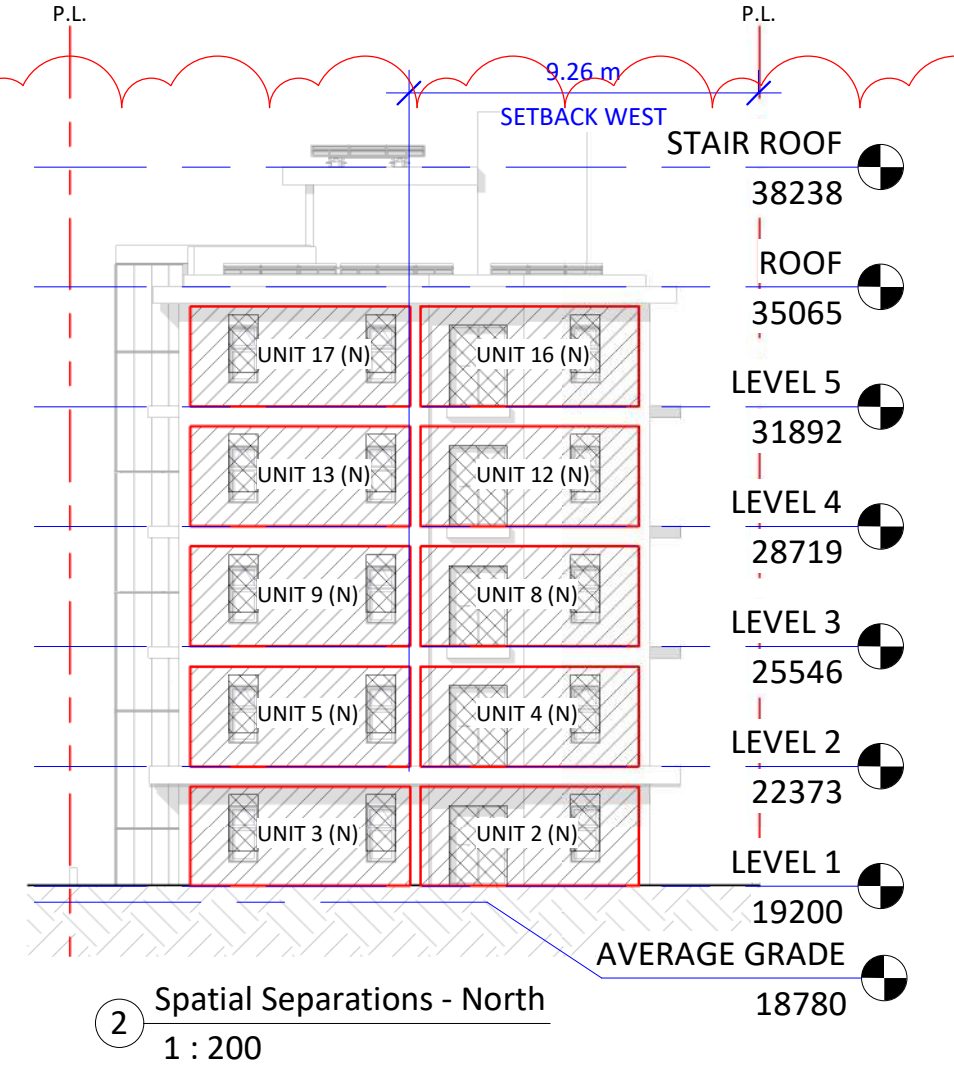 P.L.
P.L.
9.26 m
SETBACK WEST
STAIR ROOF
38238
ROOF
35065
UNIT 17 (N)
UNIT 16 (N)
LEVEL 5
31892
UNIT 13 (N)
UNIT 12 (N)
LEVEL 4
28719
UNIT 9 (N)
UNIT 8 (N)
LEVEL 3
25546
UNIT 5 (N)
UNIT 4 (N)
LEVEL 2
22373
UNIT 3 (N)
UNIT 2 (N)
LEVEL 1
19200
AVERAGE GRADE
18780
2
Spatial Separations - North
1 : 200